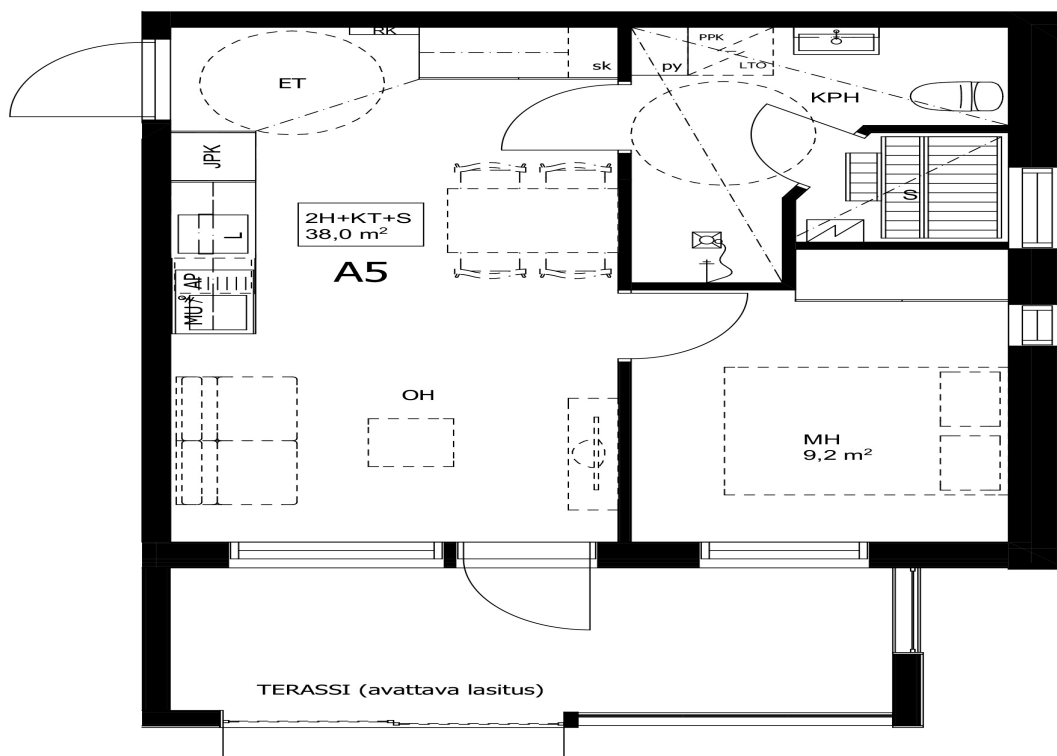 RK
PPK
sk
py
LTO
ET
KPH
JPK
S
2H+KT+S
38,0 m²
L
A5
AP
MU
OH
MH
9,2 m²
TERASSI (avattava lasitus)